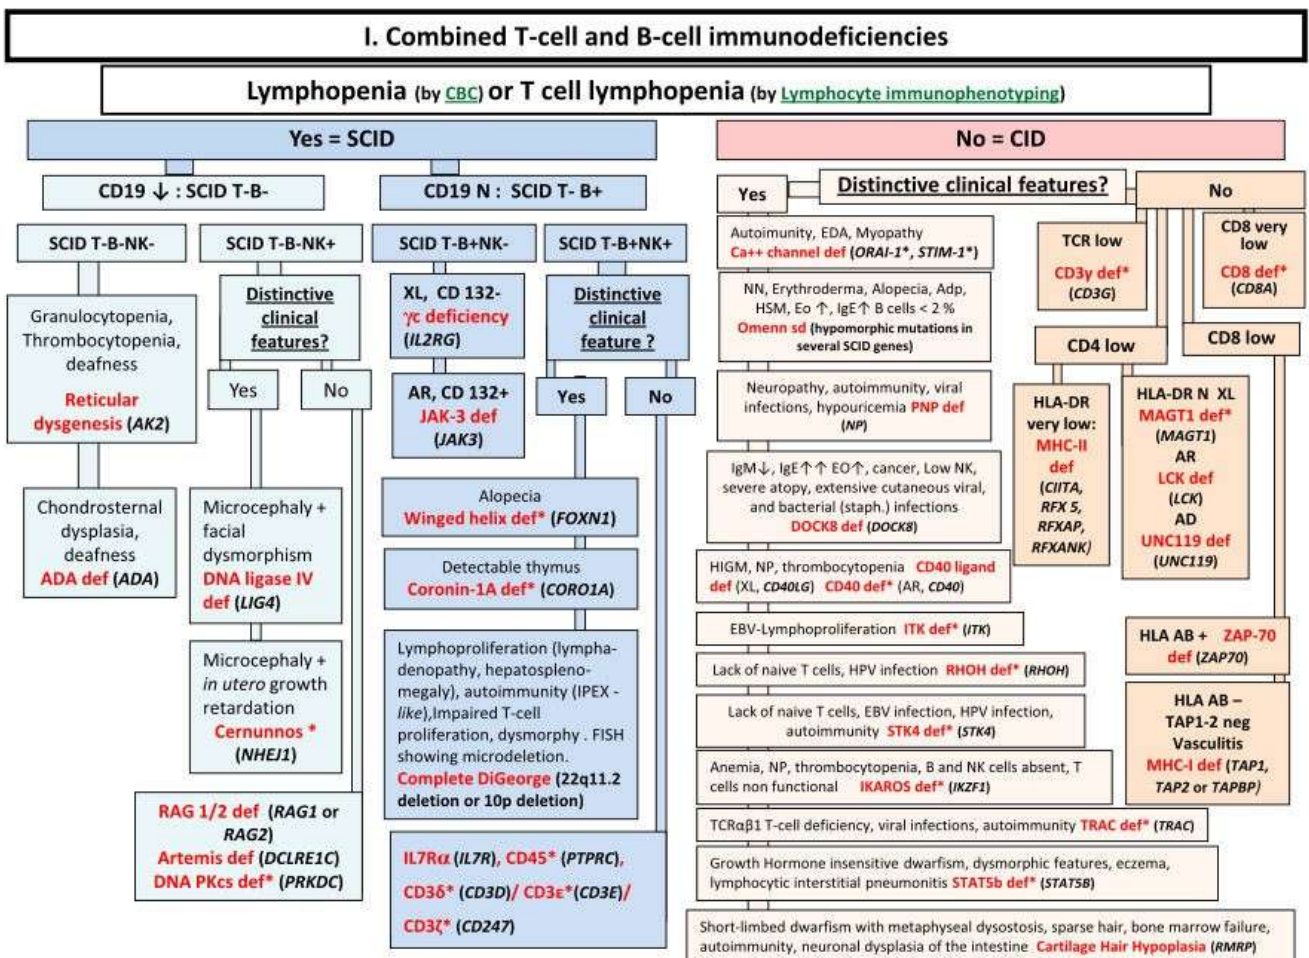 I. Combined T-cell and B-cell immunodeficiencies
Lymphopenia (by CBC) or T cell lymphopenia (by Lymphocyte immunophenotyping)
Yes = SCID
CD19 ↓ : SCID T-B-
CD19 N : SCID T- B+
SCID T-B-NK-
Granulocytopenia,
Thrombocytopenia,
deafness
Reticular
dysgenesis (AK2)
Chondrosternal
dysplasia,
deafness
ADA def (ADA)
SCID T-B-NK+
Distinctive
clinical
features?
Yes
No
Microcephaly +
facial
dysmorphism
DNA ligase IV
def (LIG4)
Microcephaly +
in utero growth
retardation
Cernunnos *
(NHEJ1)
RAG 1/2 def (RAG1 or
RAG2)
Artemis def (DCLRE1C)
DNA PKcs def* (PRKDC)
SCID T-B+NK-
XL, CD 132-
γc deficiency
(IL2RG)
AR, CD 132+
JAK-3 def
(JAK3)
SCID T-B+NK+
Distinctive
clinical
feature ?
Yes
No
Alopecia
Winged helix def* (FOXN1)
Detectable thymus
Coronin-1A def* (CORO1A)
Lymphoproliferation (lympha-
denopathy, hepatospleno-
megaly), autoimmunity (IPEX -
like),Impaired T-cell
proliferation, dysmorphy . FISH
showing microdeletion.
Complete DiGeorge (22q11.2
deletion or 10p deletion)
IL7Rα (IL7R), CD45* (PTPRC),
CD3δ* (CD3D)/ CD3ε*(CD3E)/
CD3ζ* (CD247)
No = CID
Distinctive clinical features?
Yes
No
Autoimunity, EDA, Myopathy
Ca++ channel def (ORAI-1*, STIM-1*)
NN, Erythroderma, Alopecia, Adp,
HSM, Eo ↑, IgE↑ B cells < 2 %
Omenn sd (hypomorphic mutations in
several SCID genes)
Neuropathy, autoimmunity, viral
infections, hypouricemia PNP def
(NP)
IgM↓, IgE↑↑ EO↑, cancer, Low NK,
severe atopy, extensive cutaneous viral,
and bacterial (staph.) infections
DOCK8 def (DOCK8)
HIGM, NP, thrombocytopenia CD40 ligand
def (XL, CD40LG) CD40 def* (AR, CD40)
EBV-Lymphoproliferation ITK def* (ITK)
Lack of naive T cells, HPV infection RHOH def* (RHOH)
Lack of naive T cells, EBV infection, HPV infection,
autoimmunity STK4 def* (STK4)
Anemia, NP, thrombocytopenia, B and NK cells absent, T
cells non functional IKAROS def* (IKZF1)
TCRαβ1 T-cell deficiency, viral infections, autoimmunity TRAC def* (TRAC)
Growth Hormone insensitive dwarfism, dysmorphic features, eczema,
lymphocytic interstitial pneumonitis STAT5b def* (STAT5B)
Short-limbed dwarfism with metaphyseal dysostosis, sparse hair, bone marrow failure,
autoimmunity, neuronal dysplasia of the intestine Cartilage Hair Hypoplasia (RMRP)
TCR low
CD3γ def*
(CD3G)
CD8 very
low
CD8 def*
(CD8A)
CD4 low
CD8 low
HLA-DR
very low:
MHC-II
def
(CIITA,
RFX 5,
RFXAP,
RFXANK)
HLA-DR N XL
MAGT1 def*
(MAGT1)
AR
LCK def
(LCK)
AD
UNC119 def
(UNC119)
HLA AB + ZAP-70
def (ZAP70)
HLA AB –
TAP1-2 neg
Vasculitis
MHC-I def (TAP1,
TAP2 or TAPBP)